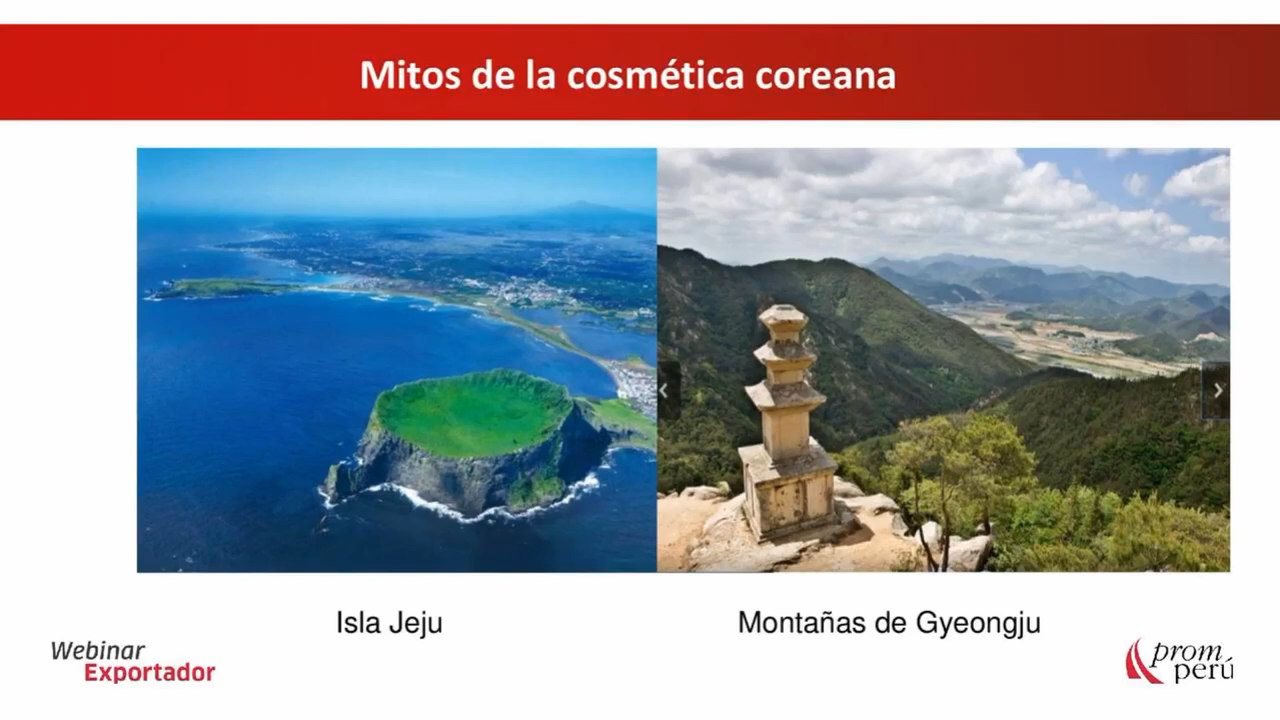 Mitos de la cosmética coreana
Isla Jeju
Montañas de Gyeongju
Webinar
Exportador
prom
perú